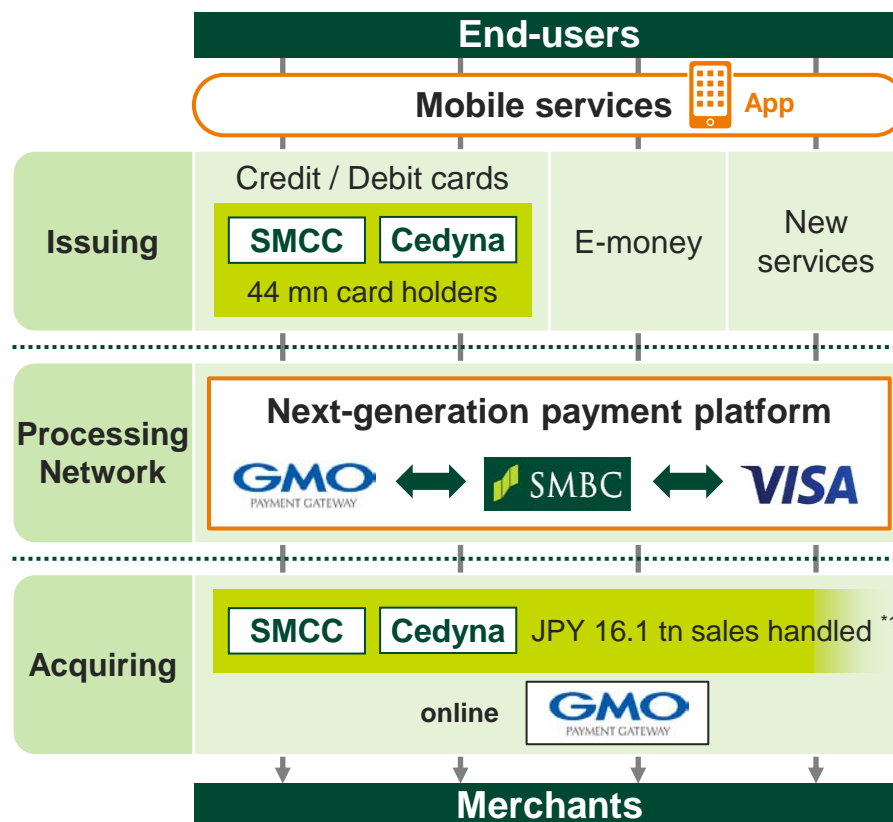 End-users
Mobile services
App
Issuing
Credit / Debit cards
SMCC
Cedyna
44 mn card holders
E-money
New
services
Processing
Network
Next-generation payment platform
GMO
PAYMENT GATEWAY
SMBC
VISA
Acquiring
SMCC
Cedyna
JPY 16.1 tn sales handled
online
GMO
PAYMENT GATEWAY
Merchants